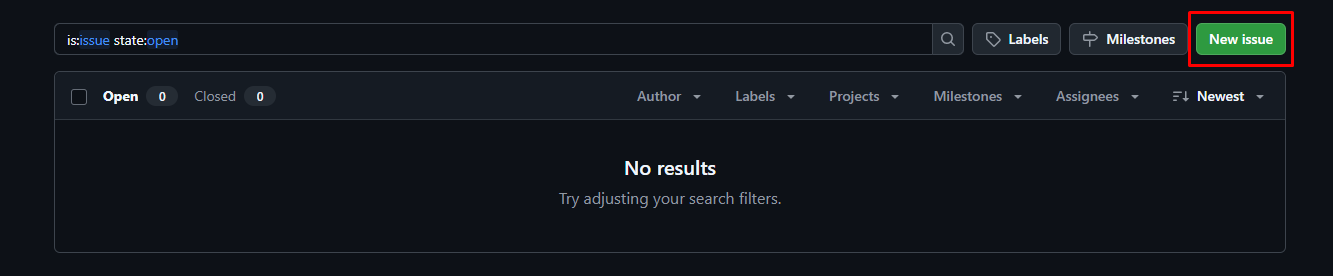 is:issue state:open
Labels
Milestones
New issue
Open 0 Closed 0 Author Labels Projects Milestones Assignees Newest
No results
Try adjusting your search filters.